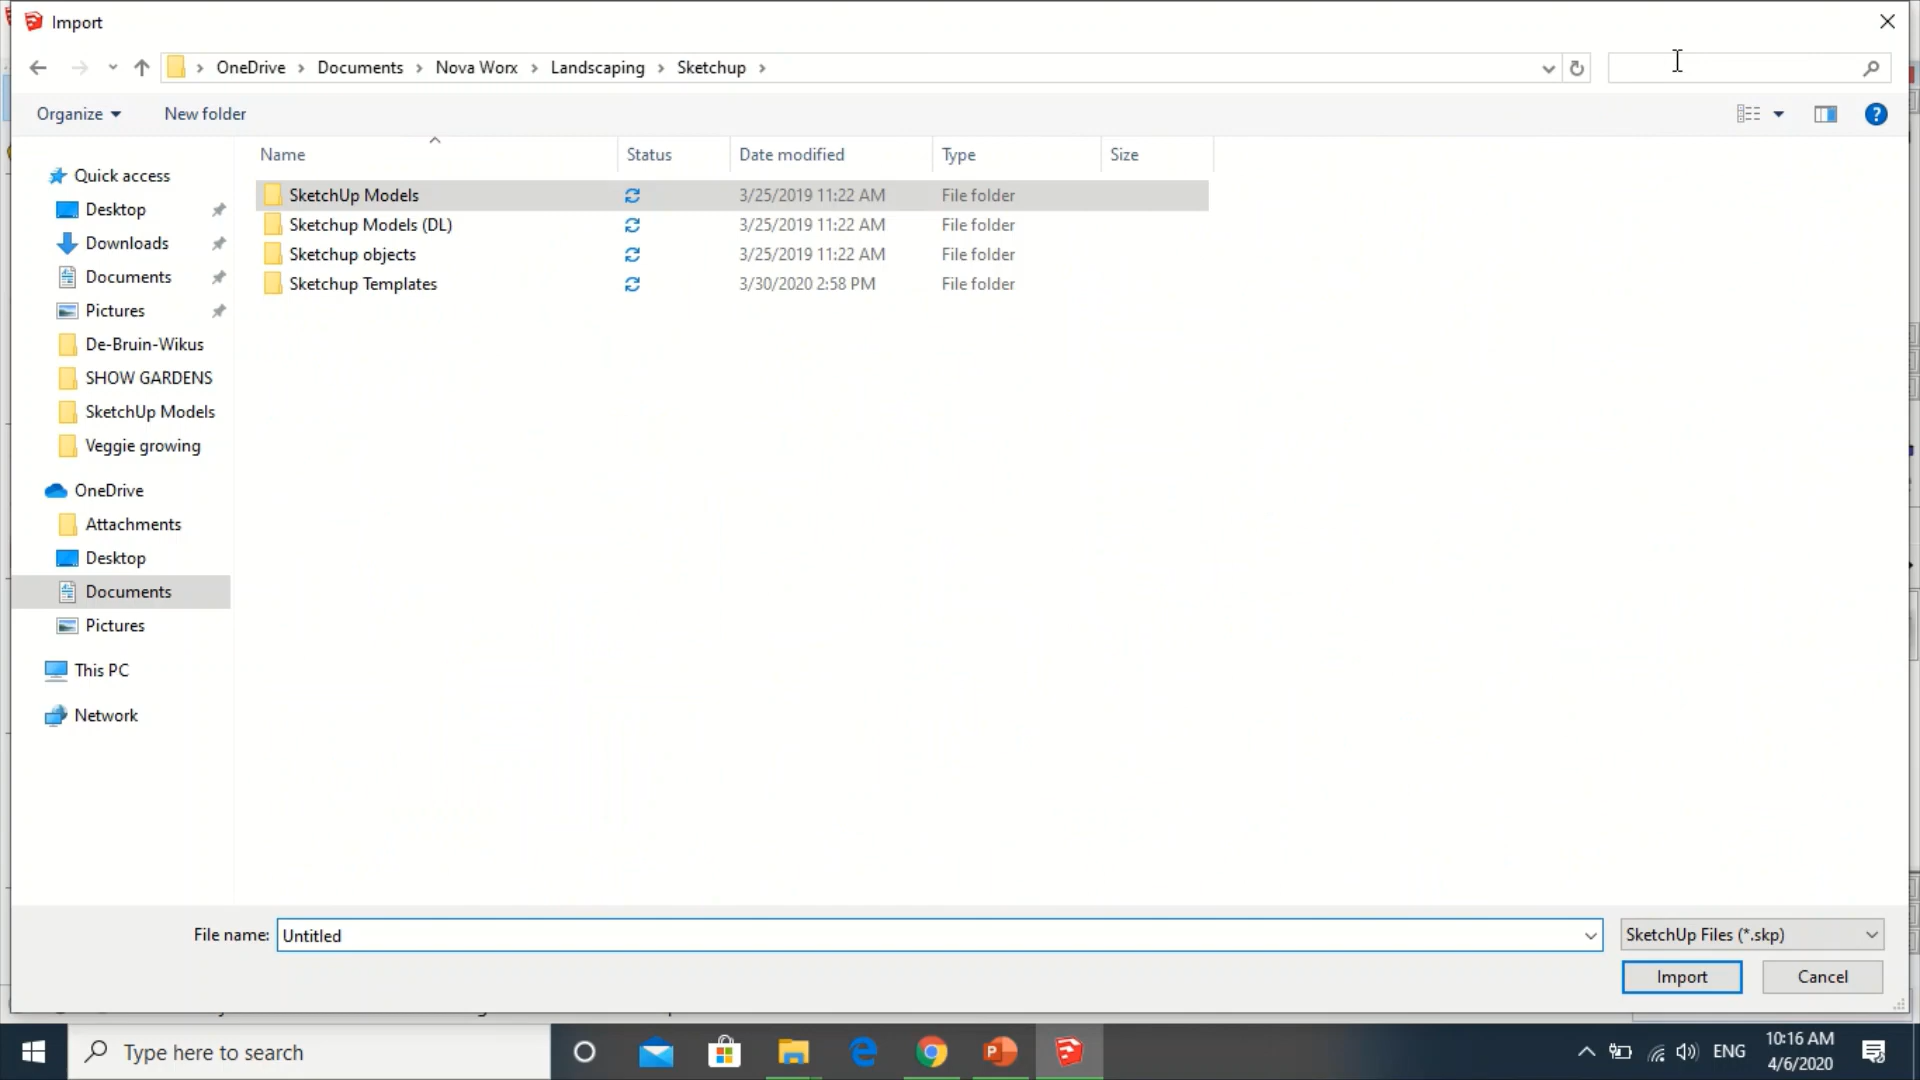 Import
OneDrive > Documents > Nova Worx > Landscaping > Sketchup >
Organize New folder
Name Status Date modified Type Size
SketchUp Models 3/25/2019 11:22 AM File folder
Sketchup Models (DL) 3/25/2019 11:22 AM File folder
Sketchup objects 3/25/2019 11:22 AM File folder
Sketchup Templates 3/30/2020 2:58 PM File folder
Quick access
Desktop
Downloads
Documents
Pictures
De-Bruin-Wikus
SHOW GARDENS
SketchUp Models
Veggie growing
OneDrive
Attachments
Desktop
Documents
Pictures
This PC
Network
File name: Untitled SketchUp Files (*.skp)
Import Cancel
Type here to search ENG 10:16 AM
4/6/2020